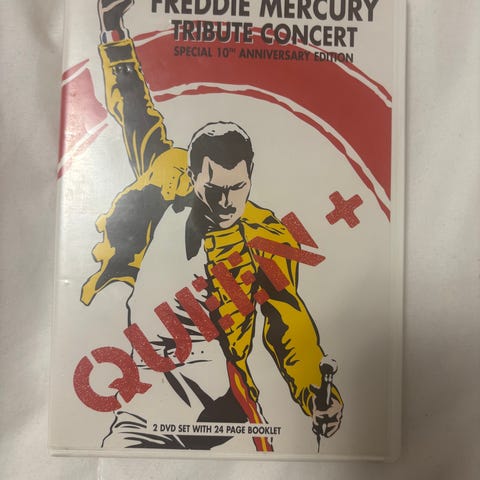 FREDDIE MERCURY
TRIBUTE CONCERT
SPECIAL 10TH ANNIVERSARY EDITION
QUEEN +
2 DVD SET WITH 24 PAGE BOOKLET